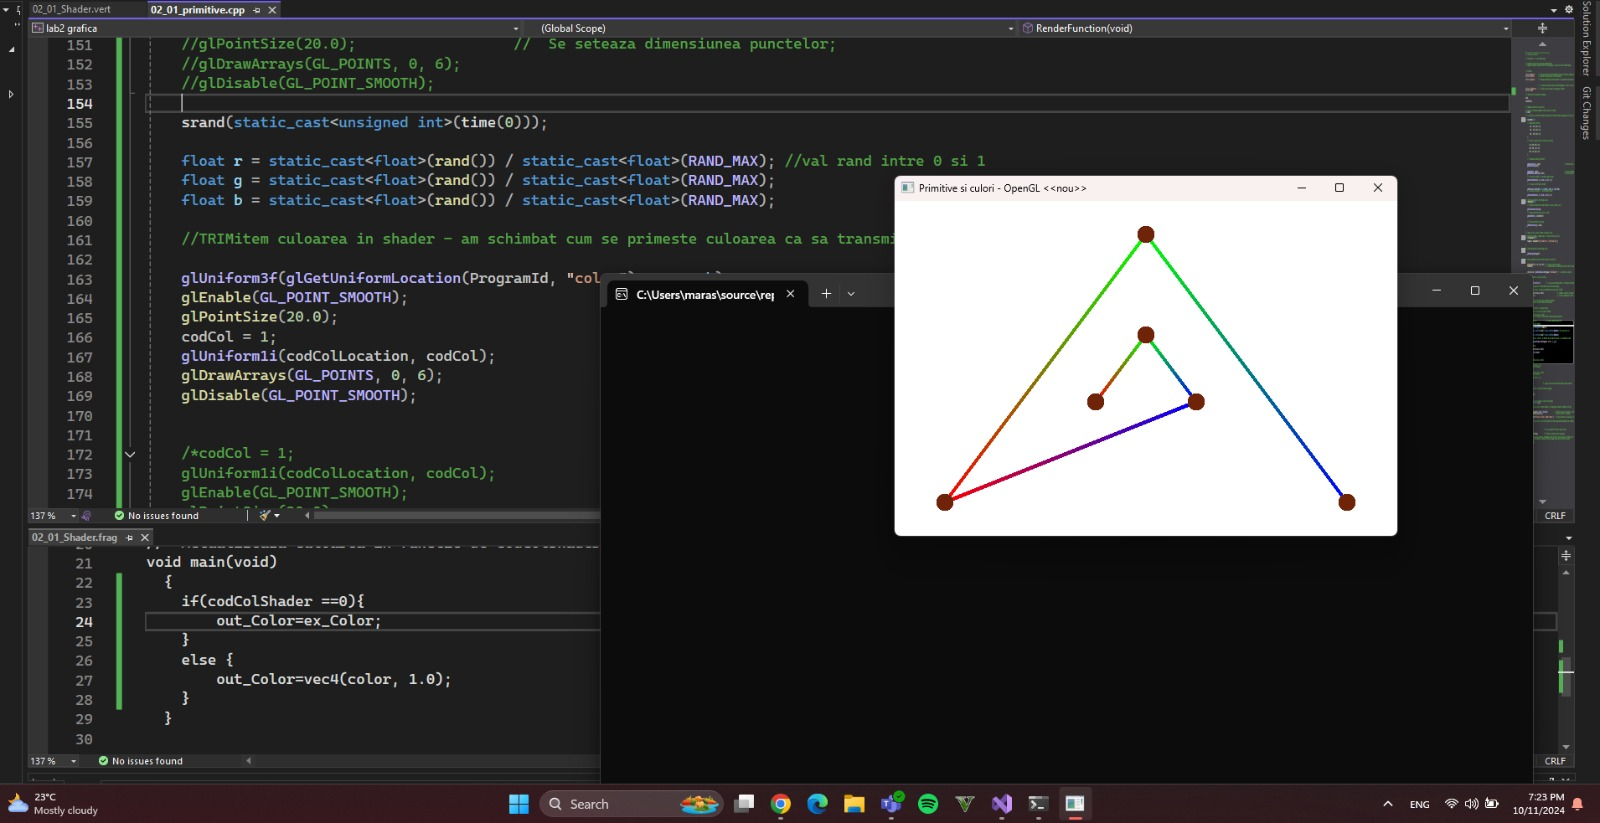 02_01_Shader.vert
02_01_primitive.cpp
lab2 grafica
(Global Scope)
RenderFunction(void)
151 //glPointSize(20.0); // Se seteaza dimensiunea punctelor;
152 //glDrawArrays(GL_POINTS, 0, 6);
153 //glDisable(GL_POINT_SMOOTH);
154
155 srand(static_cast<unsigned int>(time(0)));
156
157 float r = static_cast<float>(rand()) / static_cast<float>(RAND_MAX); //val rand intre 0 si 1
158 float g = static_cast<float>(rand()) / static_cast<float>(RAND_MAX);
159 float b = static_cast<float>(rand()) / static_cast<float>(RAND_MAX);
160
161 //TRIMitem culoarea in shader - am schimbat cum se primeste culoarea ca sa transmi
162
163 glUniform3f(glGetUniformLocation(ProgramId, "col
164 glEnable(GL_POINT_SMOOTH);
165 glPointSize(20.0);
166 codCol = 1;
167 glUniform1i(codColLocation, codCol);
168 glDrawArrays(GL_POINTS, 0, 6);
169 glDisable(GL_POINT_SMOOTH);
170
171
172 /*codCol = 1;
173 glUniform1i(codColLocation, codCol);
174 glEnable(GL_POINT_SMOOTH);
137 %
No issues found
CRLF
Solution Explorer
Git Changes
Primitive si culori - OpenGL <<nou>>
C:\Users\maras\source\rep
02_01_Shader.frag
21 void main(void)
22 {
23 if(codColShader ==0){
24 out_Color=ex_Color;
25 }
26 else {
27 out_Color=vec4(color, 1.0);
28 }
29 }
30
137 %
No issues found
CRLF
23°C
Mostly cloudy
Search
ENG
7:23 PM
10/11/2024